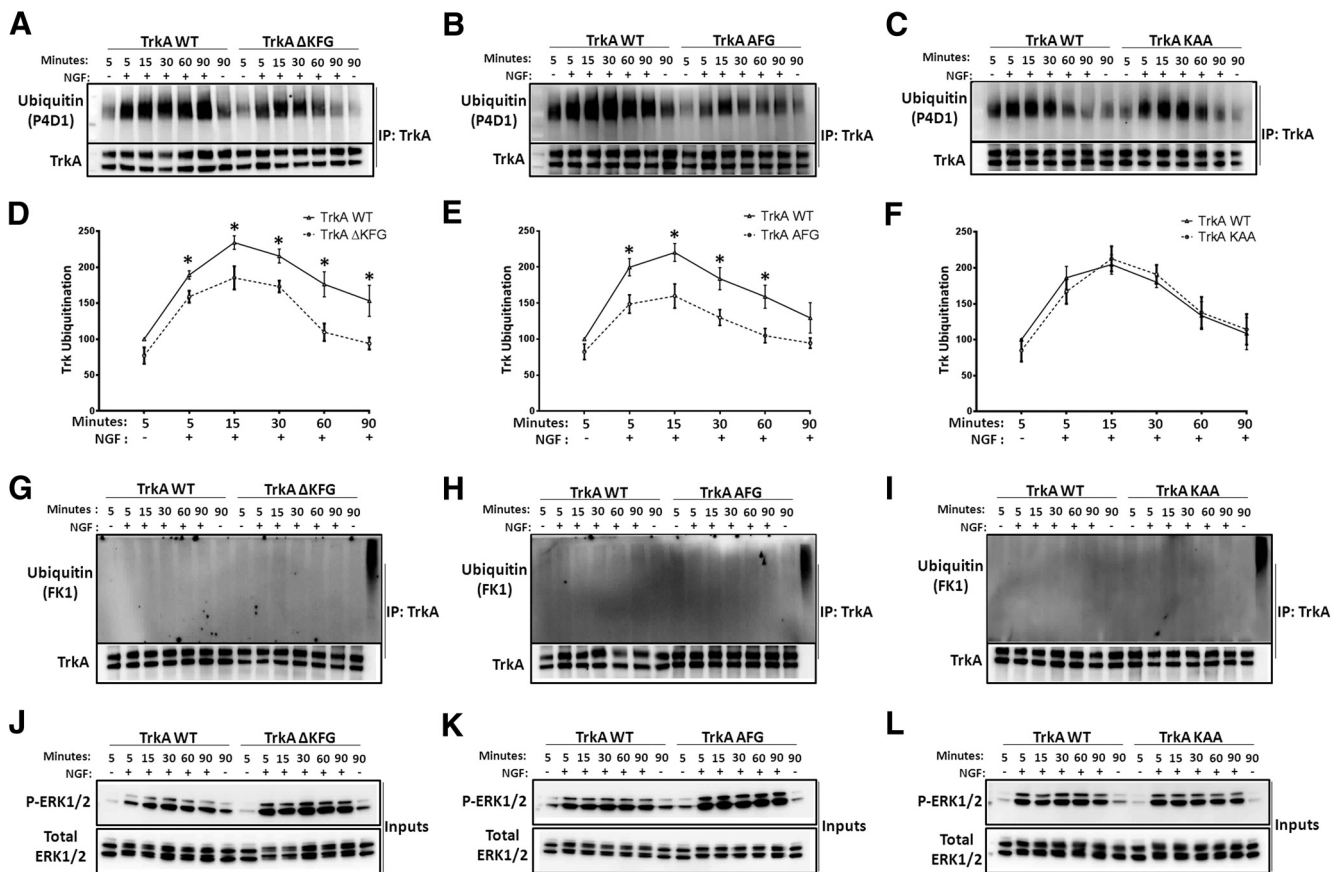 A
TrkA WT TrkA ΔKFG
Minutes: 5 5 15 30 60 90 90 5 5 15 30 60 90 90
NGF: - + + + + + - - + + + + + -
Ubiquitin
(P4D1)
TrkA
IP: TrkA
B
TrkA WT TrkA AFG
Minutes: 5 5 15 30 60 90 90 5 5 15 30 60 90 90
NGF: - + + + + + - - + + + + + -
Ubiquitin
(P4D1)
TrkA
IP: TrkA
C
TrkA WT TrkA KAA
Minutes: 5 5 15 30 60 90 90 5 5 15 30 60 90 90
NGF: - + + + + + - - + + + + + -
Ubiquitin
(P4D1)
TrkA
IP: TrkA
D
TrkA WT
TrkA ΔKFG
Trk Ubiquitination
250
200
150
100
50
0
* * * * *
Minutes: 5 5 15 30 60 90
NGF : - + + + + +
E
TrkA WT
TrkA AFG
Trk Ubiquitination
250
200
150
100
50
0
* * * *
Minutes: 5 5 15 30 60 90
NGF : - + + + + +
F
TrkA WT
TrkA KAA
Trk Ubiquitination
250
200
150
100
50
0
Minutes: 5 5 15 30 60 90
NGF : - + + + + +
G
TrkA WT TrkA ΔKFG
Minutes : 5 5 15 30 60 90 90 5 5 15 30 60 90 90
NGF : - + + + + + - - + + + + + -
Ubiquitin
(FK1)
TrkA
IP: TrkA
H
TrkA WT TrkA AFG
Minutes: 5 5 15 30 60 90 90 5 5 15 30 60 90 90
NGF: - + + + + + - - + + + + + -
Ubiquitin
(FK1)
TrkA
IP: TrkA
I
TrkA WT TrkA KAA
Minutes: 5 5 15 30 60 90 90 5 5 15 30 60 90 90
NGF: - + + + + + - - + + + + + -
Ubiquitin
(FK1)
TrkA
IP: TrkA
J
TrkA WT TrkA ΔKFG
Minutes: 5 5 15 30 60 90 90 5 5 15 30 60 90 90
NGF: - + + + + + - - + + + + + -
P-ERK1/2
Total
ERK1/2
Inputs
K
TrkA WT TrkA AFG
Minutes: 5 5 15 30 60 90 90 5 5 15 30 60 90 90
NGF: - + + + + + - - + + + + + -
P-ERK1/2
Total
ERK1/2
Inputs
L
TrkA WT TrkA KAA
Minutes: 5 5 15 30 60 90 90 5 5 15 30 60 90 90
NGF: - + + + + + - - + + + + + -
P-ERK1/2
Total
ERK1/2
Inputs